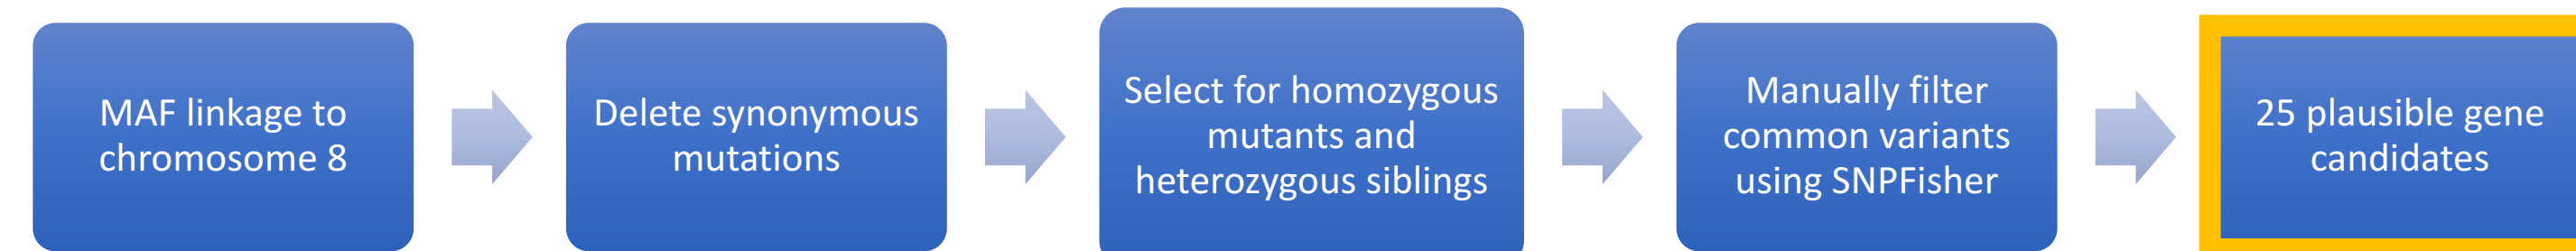 MAF linkage to
chromosome 8
Delete synonymous
mutations
Select for homozygous
mutants and
heterozygous siblings
Manually filter
common variants
using SNPFisher
25 plausible gene
candidates